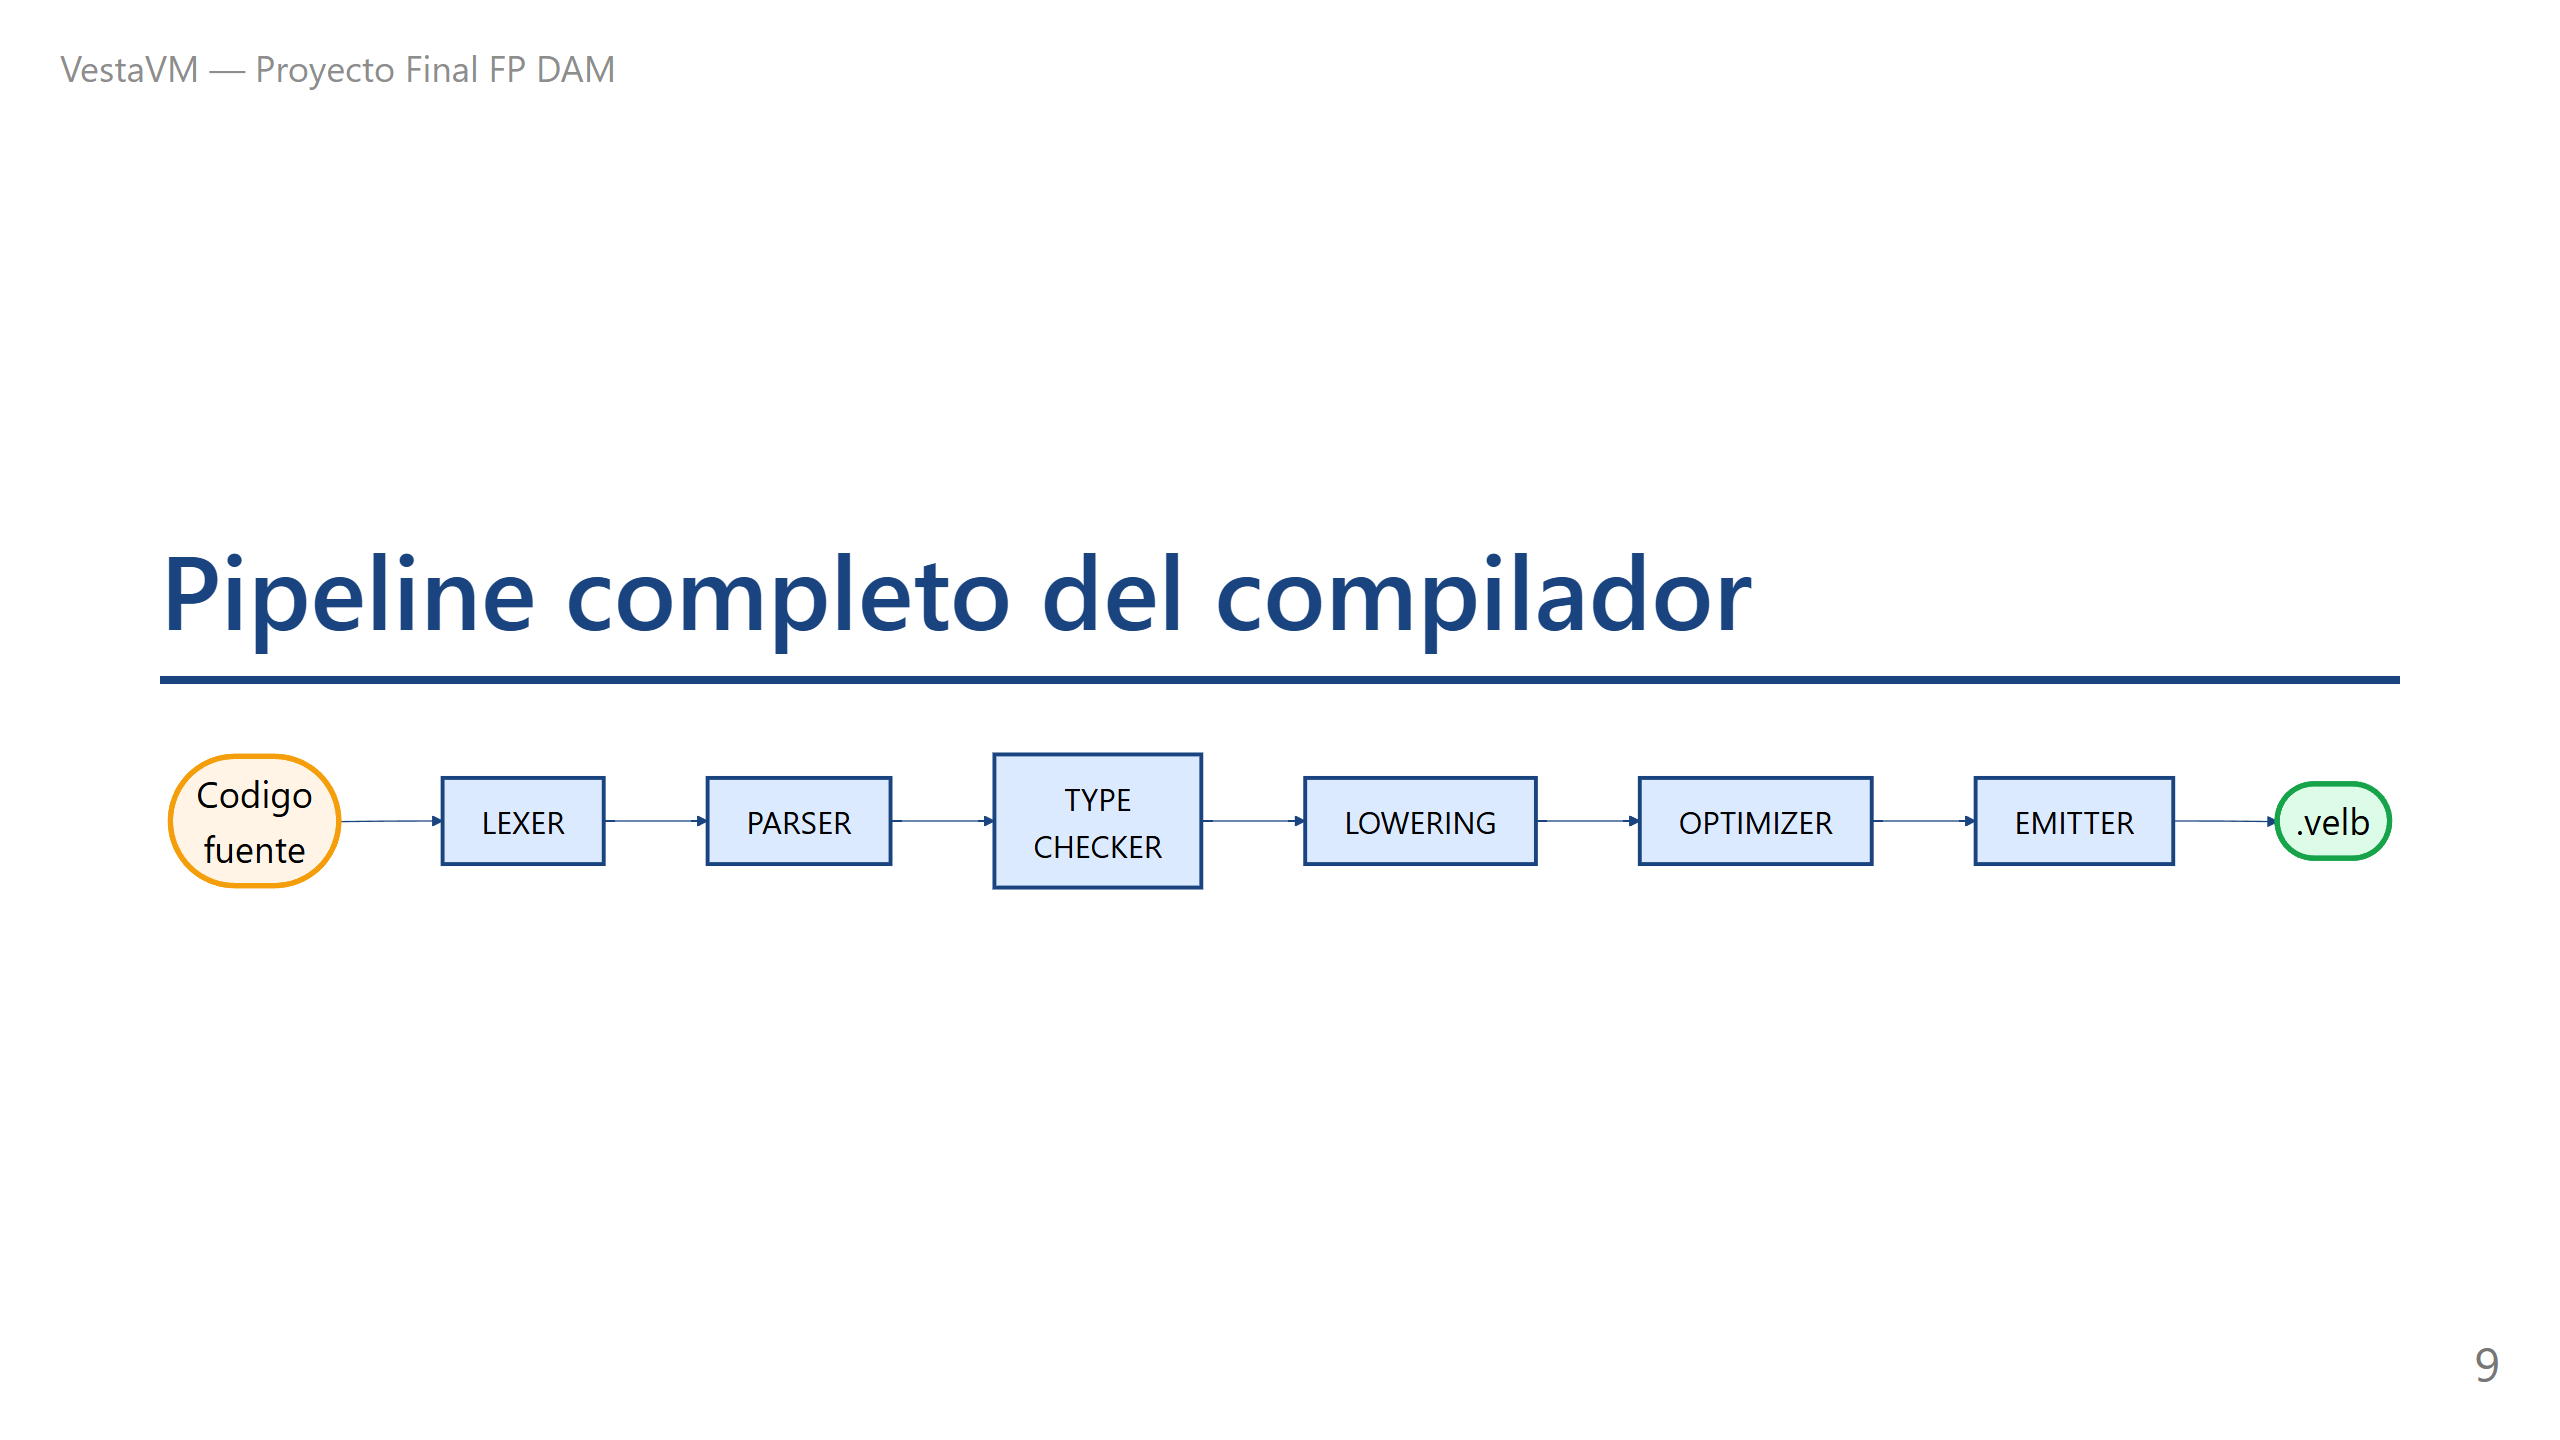 VestaVM — Proyecto Final FP DAM
Pipeline completo del compilador
Codigo
fuente
LEXER
PARSER
TYPE
CHECKER
LOWERING
OPTIMIZER
EMITTER
.velb
9